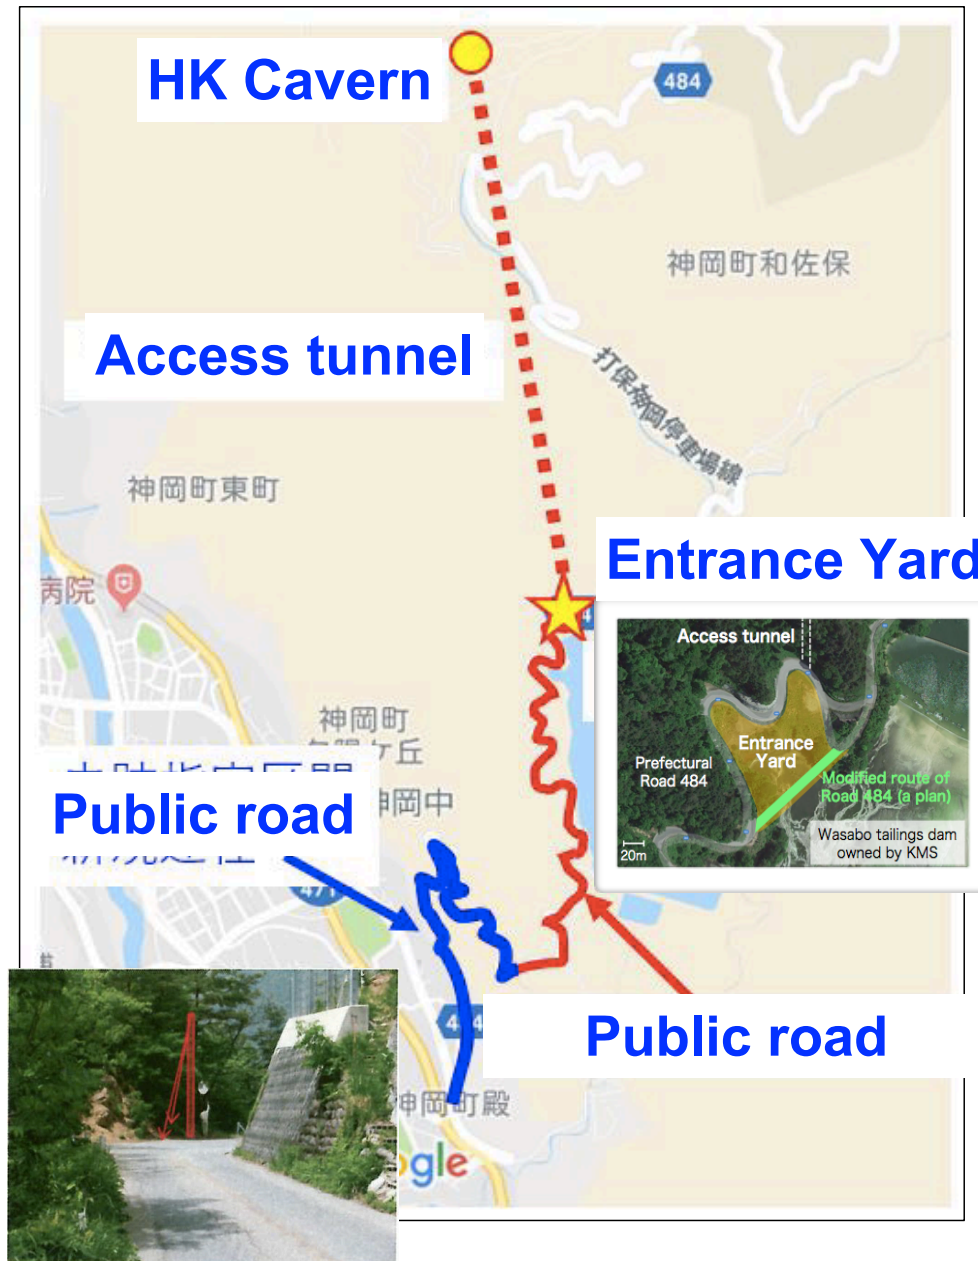 HK Cavern
484
神岡町和佐保
Access tunnel
打保神岡停車場線
神岡町東町
病院
Entrance Yard
Access tunnel
Entrance
Yard
Prefectural
Road 484
Modified route of
Road 484 (a plan)
Wasabo tailings dam
owned by KMS
20m
神岡町
神岡中
Public road
471
Public road
神岡町殿
gle